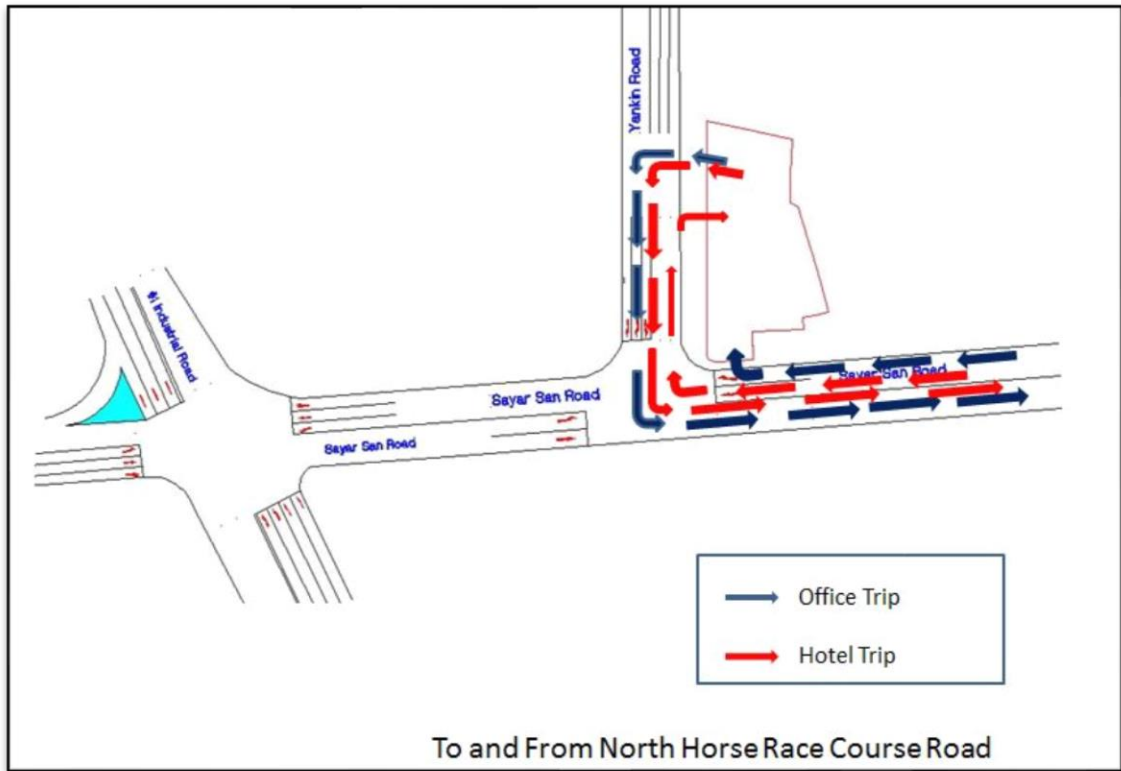 Yankin Road
Industrial Road
Sayar San Road
Sayar San Road
Sayar San Road
Office Trip
Hotel Trip
To and From North Horse Race Course Road